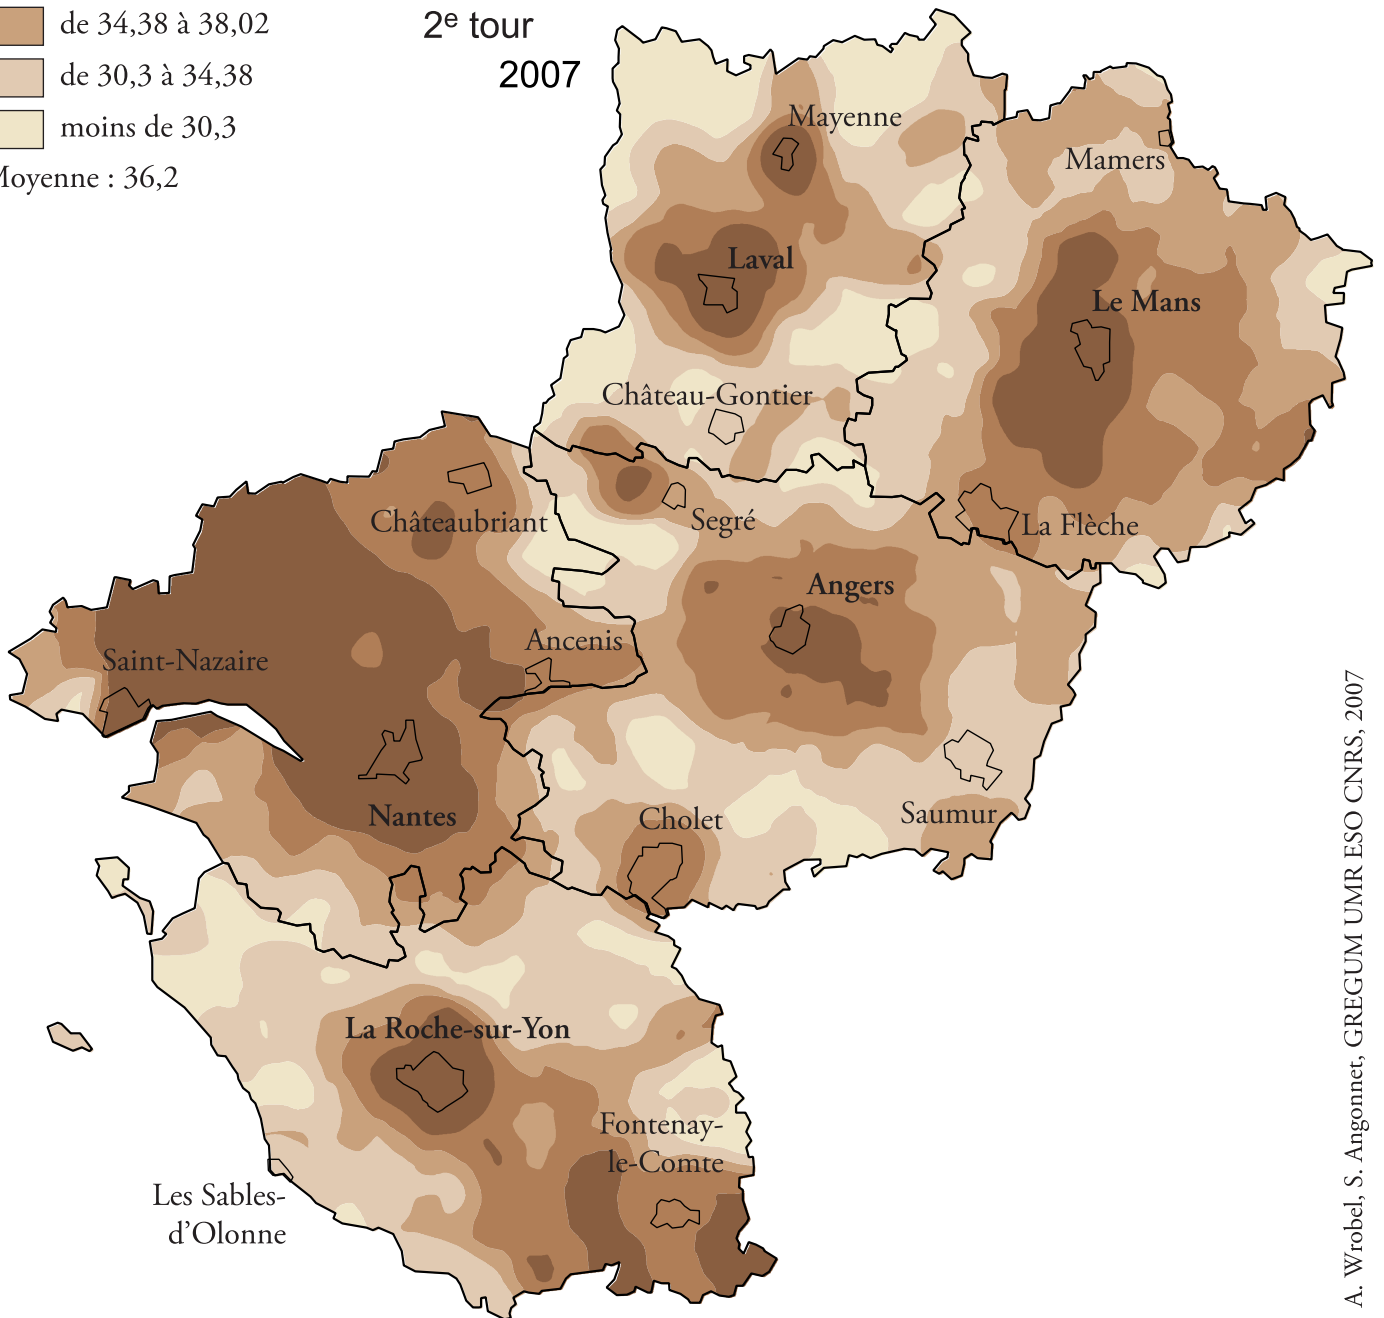 de 34,38 à 38,02
de 30,3 à 34,38
moins de 30,3
Moyenne : 36,2
2e tour
2007
Mayenne
Mamers
Laval
Le Mans
Château-Gontier
Châteaubriant
Segré
La Flèche
Angers
Ancenis
Saint-Nazaire
Nantes
Cholet
Saumur
La Roche-sur-Yon
Fontenay-
le-Comte
Les Sables-
d'Olonne
A. Wrobel, S. Angonnet, GREGUM UMR ESO CNRS, 2007